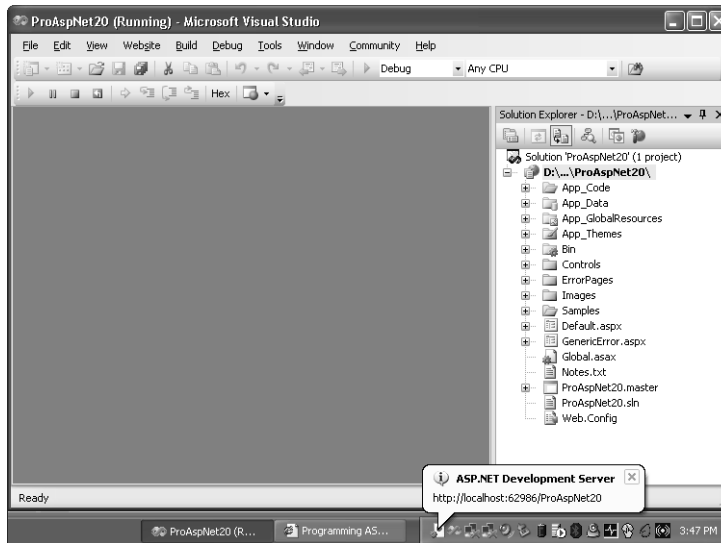 ProAspNet20 (Running) - Microsoft Visual Studio
File Edit View Website Build Debug Tools Window Community Help
Debug Any CPU
Hex
Solution Explorer - D:\...\ProAspNet...
Solution 'ProAspNet20' (1 project)
D:\...\ProAspNet20\
App_Code
App_Data
App_GlobalResources
App_Themes
Bin
Controls
ErrorPages
Images
Samples
Default.aspx
GenericError.aspx
Global.asax
Notes.txt
ProAspNet20.master
ProAspNet20.sln
Web.Config
ASP.NET Development Server
http://localhost:62986/ProAspNet20
Ready
ProAspNet20 (R... Programming AS... 3:47 PM